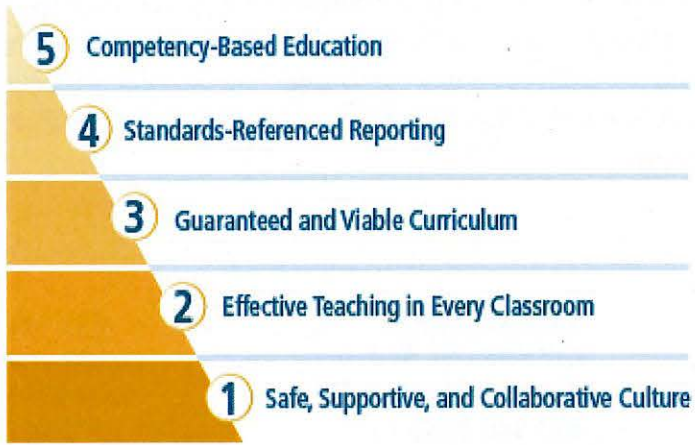 5 Competency-Based Education
4 Standards-Referenced Reporting
3 Guaranteed and Viable Curriculum
2 Effective Teaching in Every Classroom
1 Safe, Supportive, and Collaborative Culture